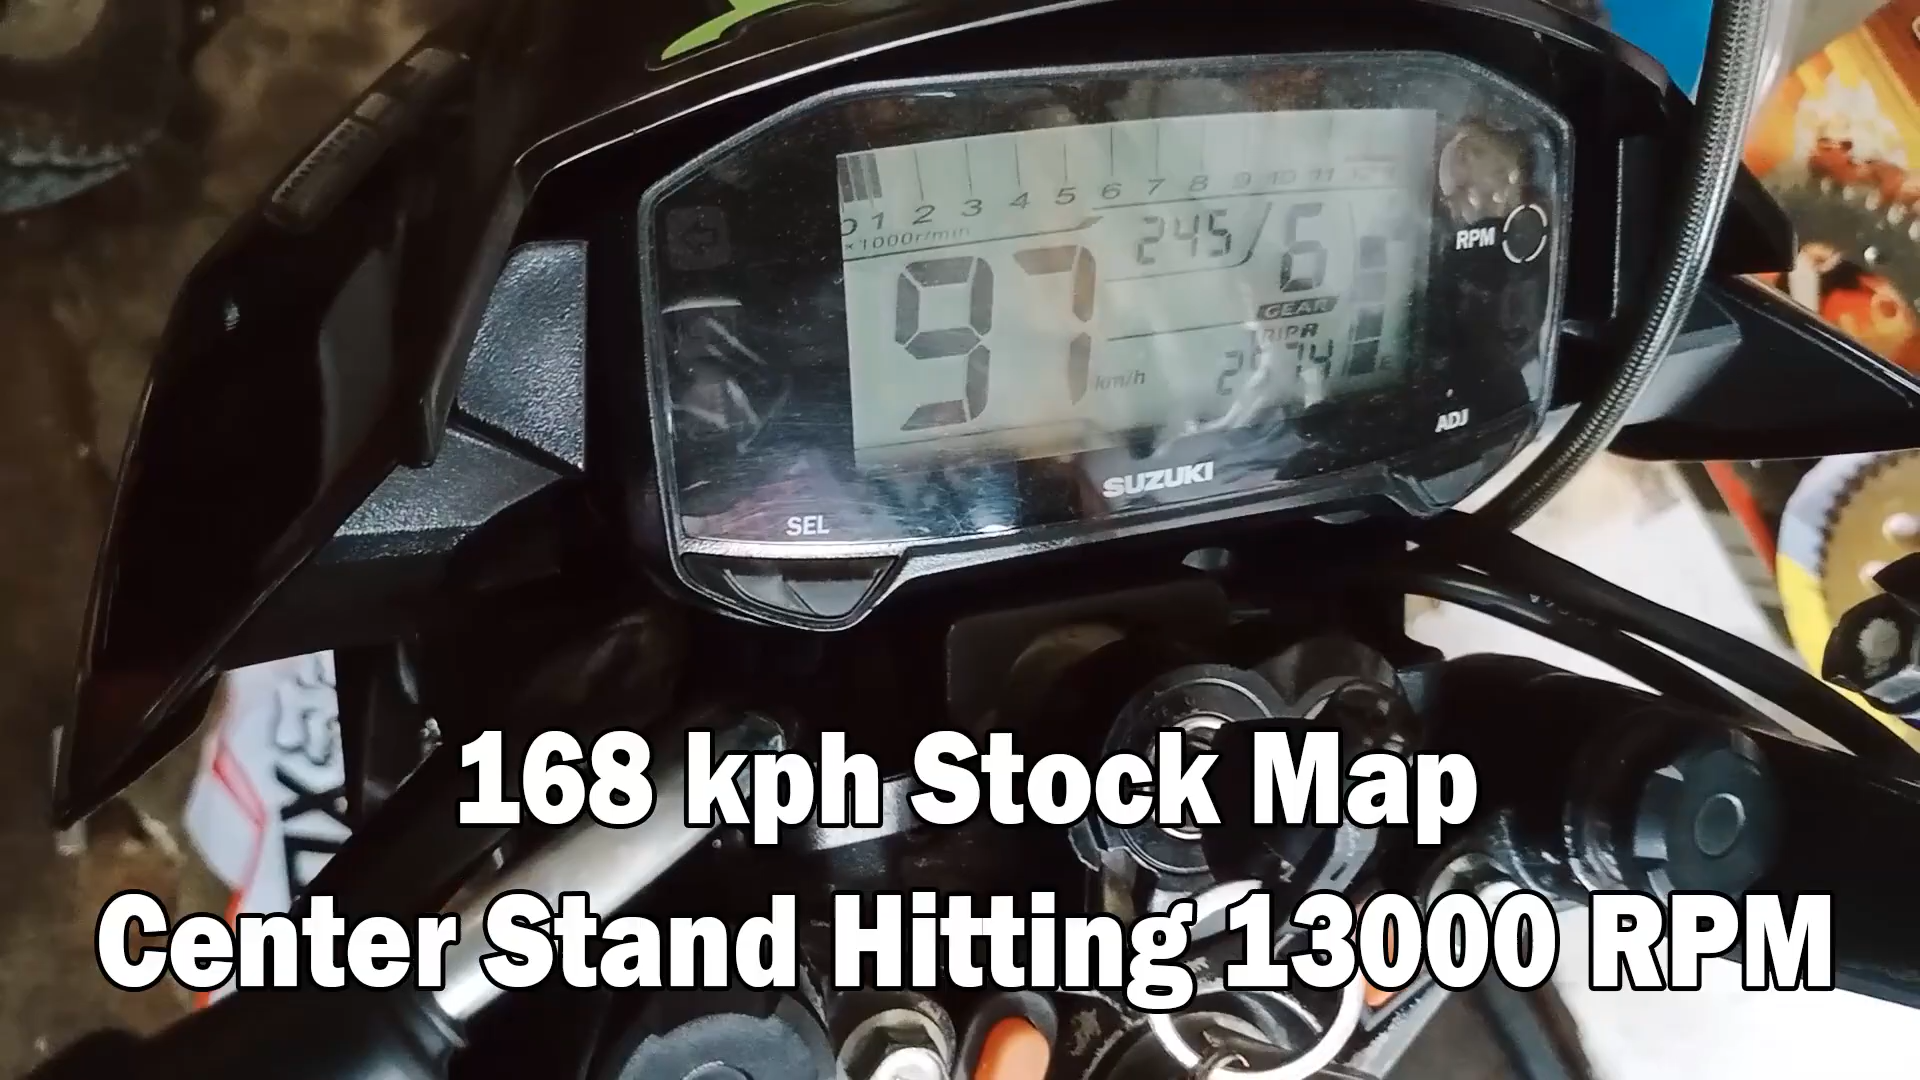 0 1 2 3 4 5 6 7 8 9 10 11
×1000r/min
245/6
GEAR
97 km/h
E
RPM
ADJ
SUZUKI
SEL
168 kph Stock Map
Center Stand Hitting 13000 RPM